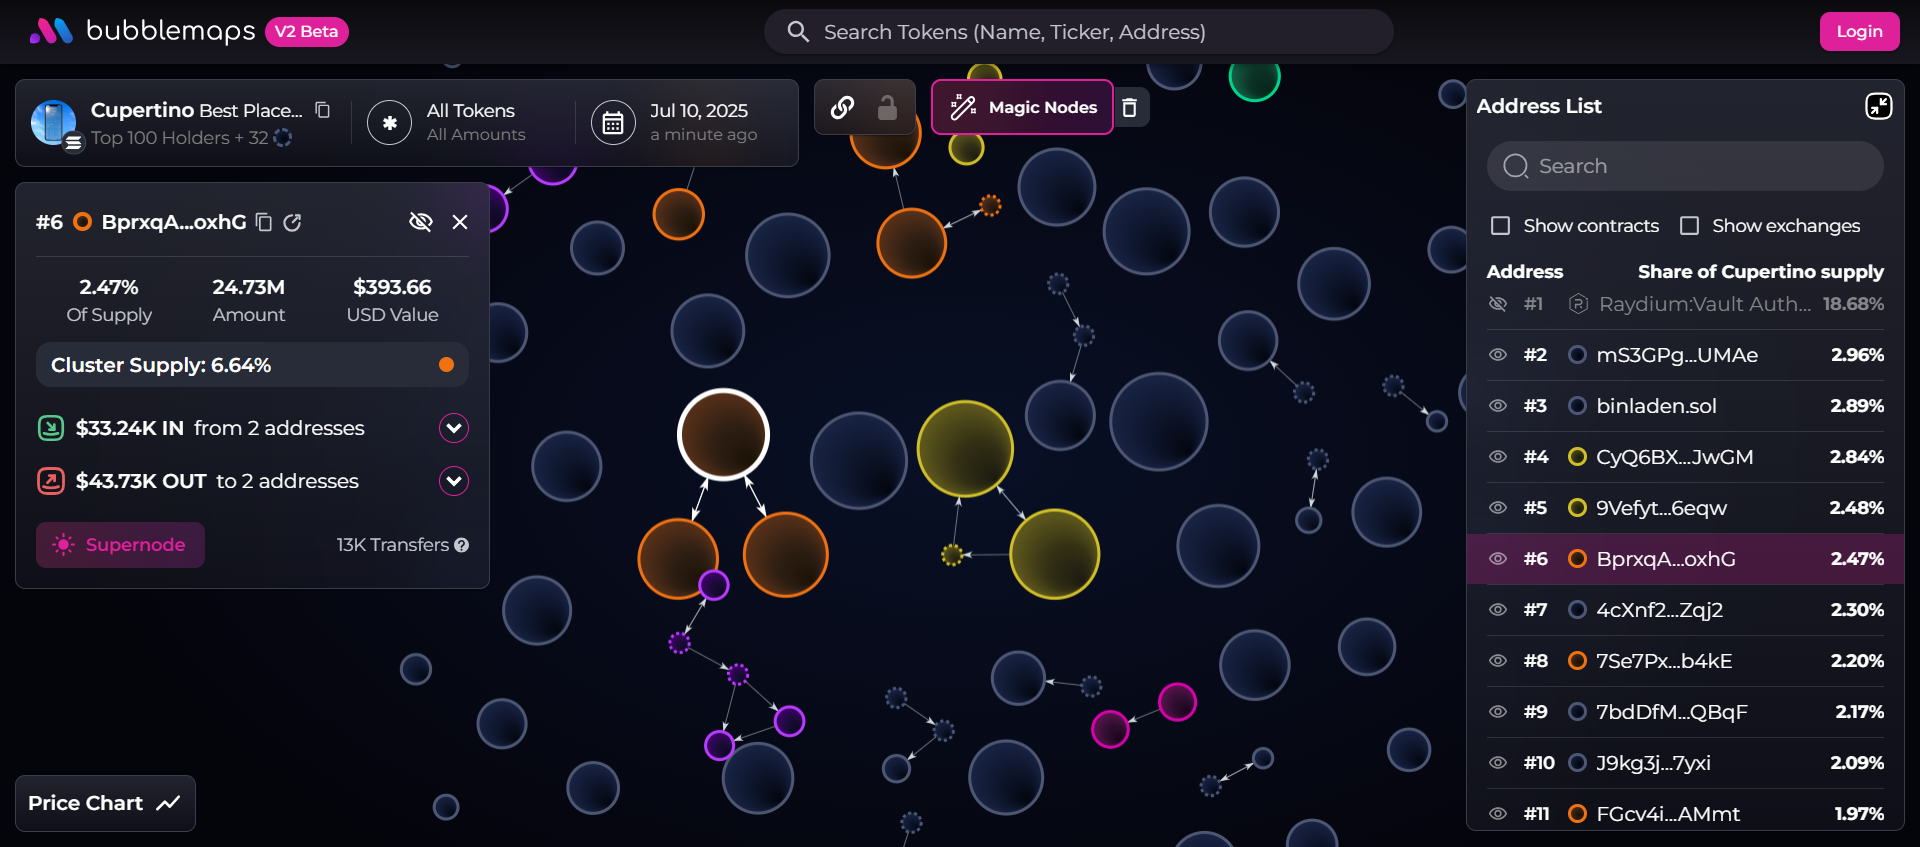 bubblemaps V2 Beta
Search Tokens (Name, Ticker, Address)
Login
Cupertino Best Place...
Top 100 Holders + 32
All Tokens
All Amounts
Jul 10, 2025
a minute ago
Magic Nodes
#6 BprxqA...oxhG
2.47% 24.73M $393.66
Of Supply Amount USD Value
Cluster Supply: 6.64%
$33.24K IN from 2 addresses
$43.73K OUT to 2 addresses
Supernode 13K Transfers ?
Price Chart
Address List
Search
Show contracts Show exchanges
Address Share of Cupertino supply
#1 Raydium:Vault Auth... 18.68%
#2 mS3GPg...UMAe 2.96%
#3 binladen.sol 2.89%
#4 CyQ6BX...JwGM 2.84%
#5 9Vefyt...6eqw 2.48%
#6 BprxqA...oxhG 2.47%
#7 4cXnf2...Zqj2 2.30%
#8 7Se7Px...b4kE 2.20%
#9 7bdDfM...QBqF 2.17%
#10 J9kg3j...7yxi 2.09%
#11 FGcv4i...AMmt 1.97%